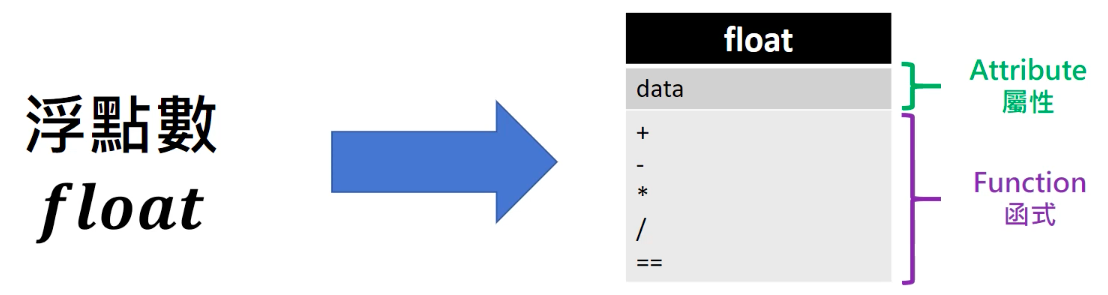 浮點數
float
float
data
+
-
*
/
==
Attribute
屬性
Function
函式